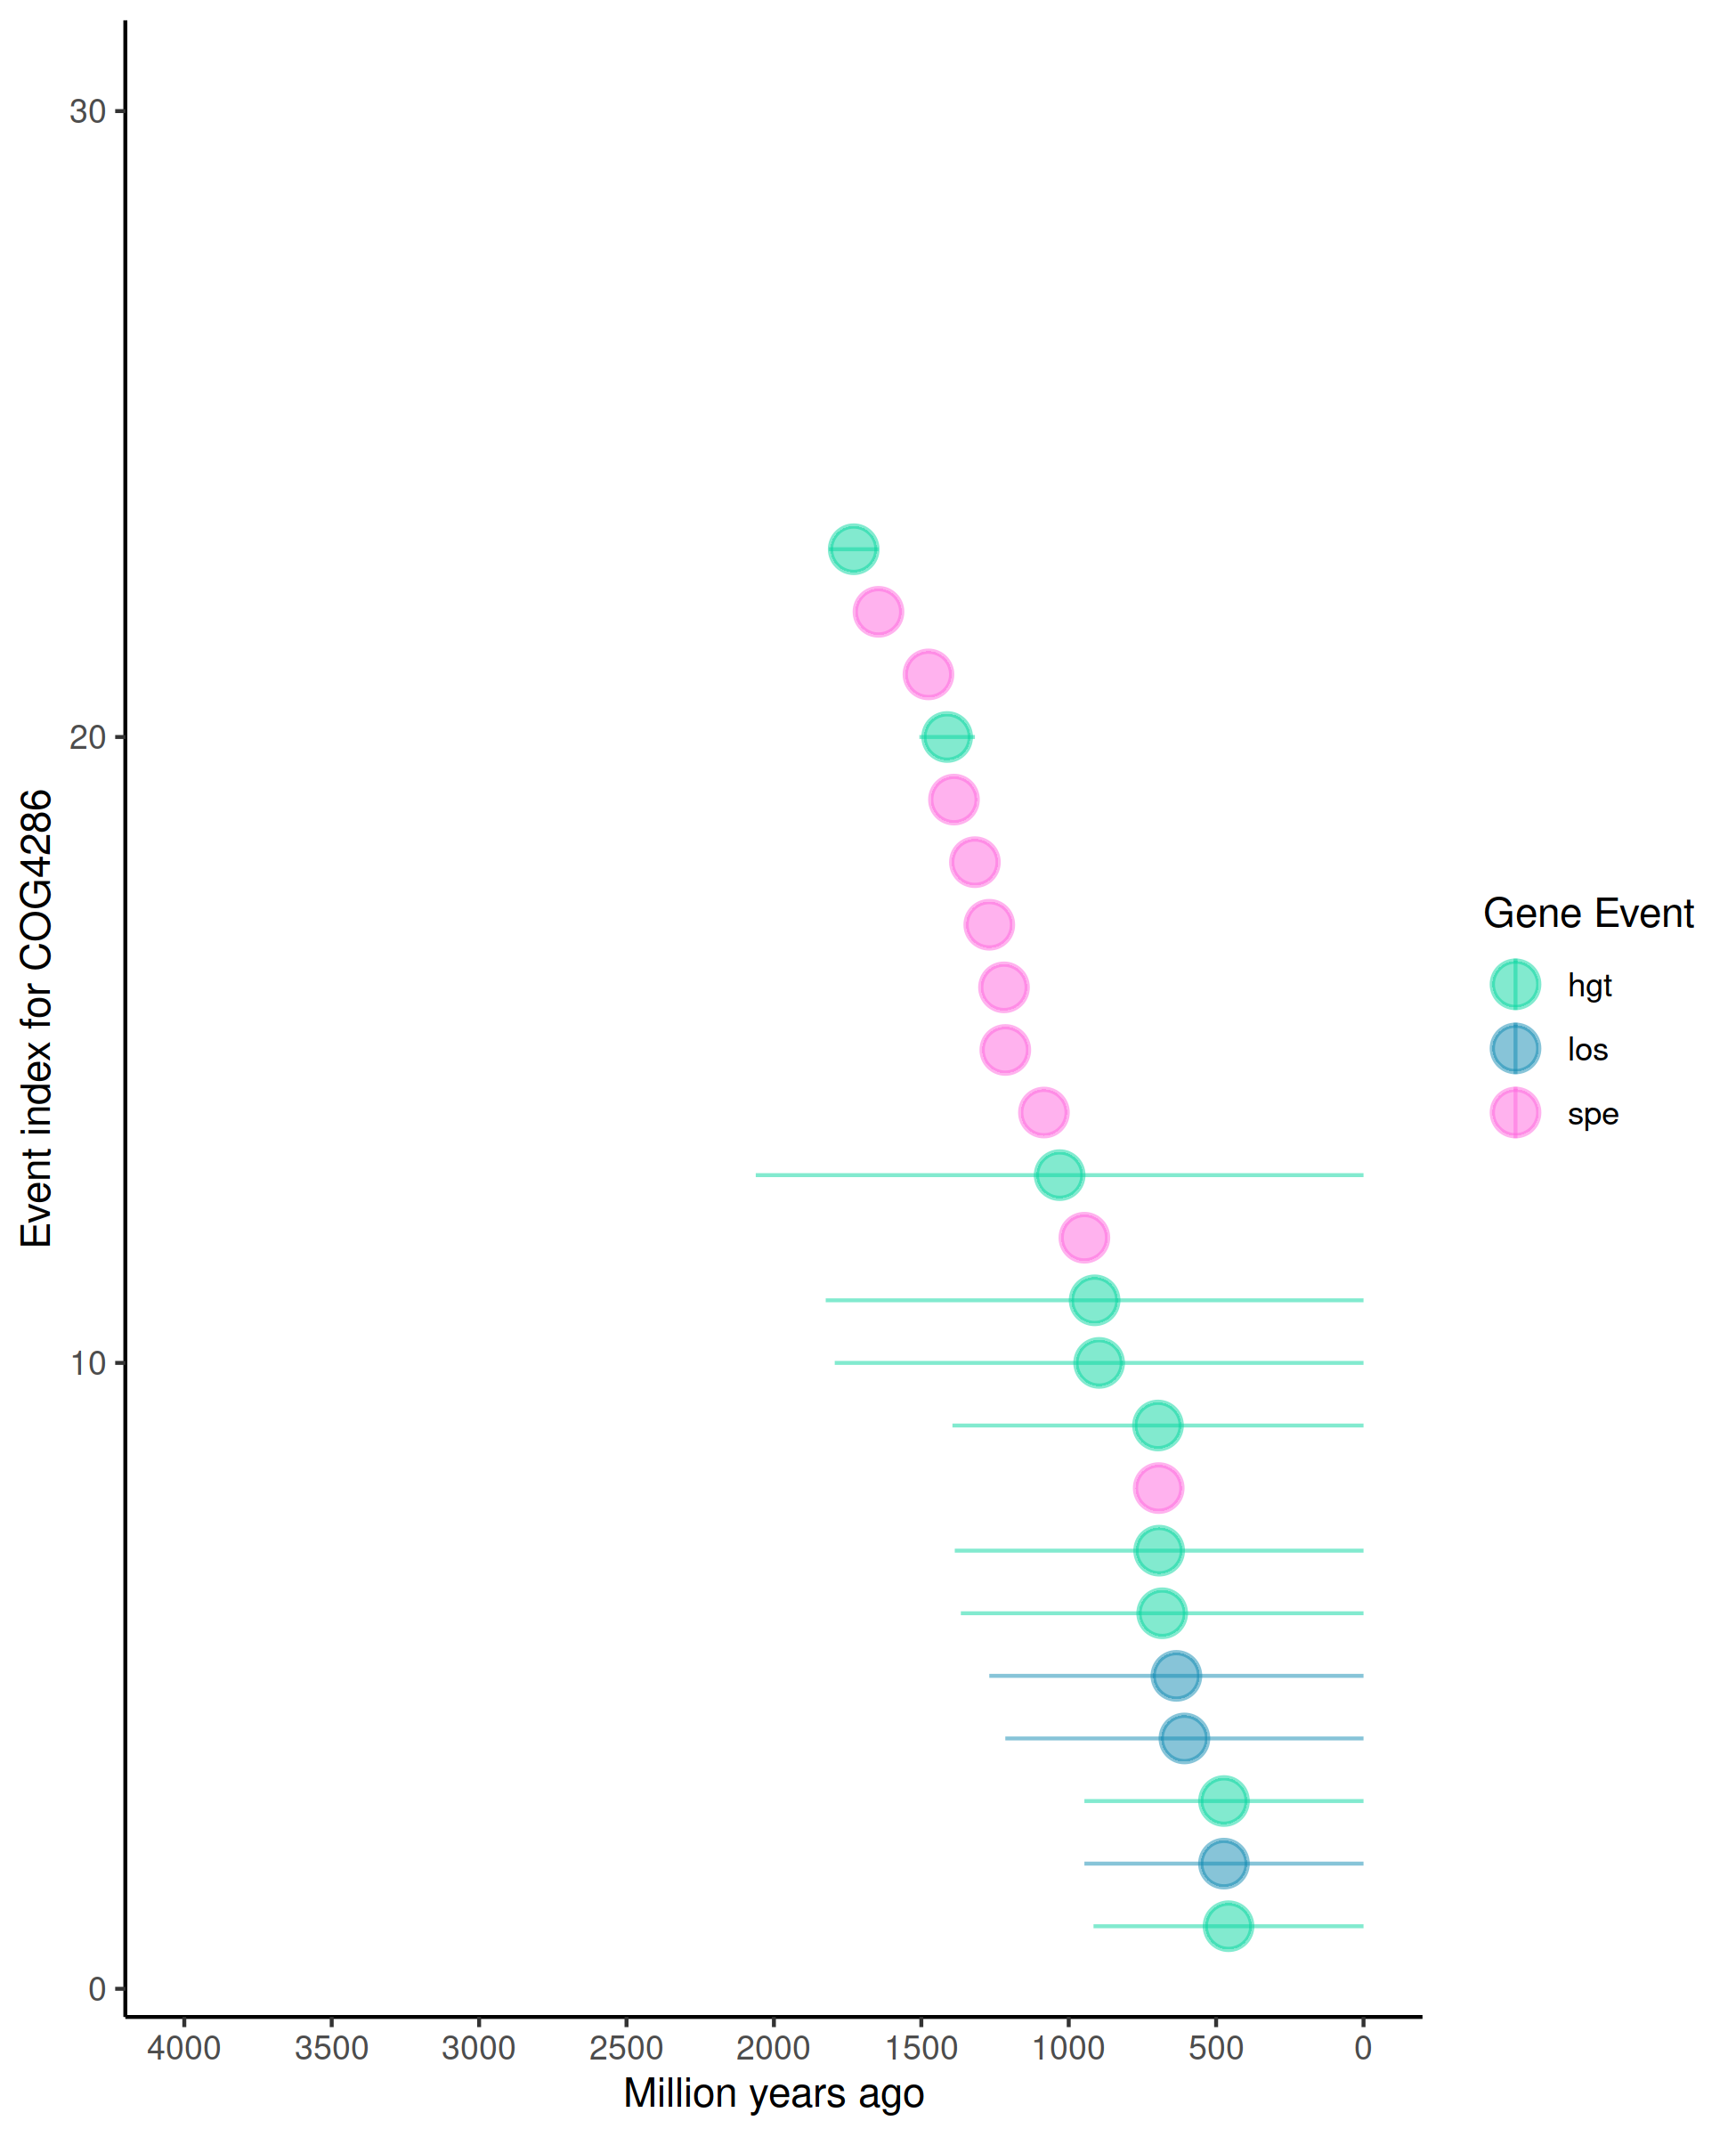 Event index for COG4286
30
20
10
0
4000 3500 3000 2500 2000 1500 1000 500 0
Million years ago
Gene Event
hgt
los
spe